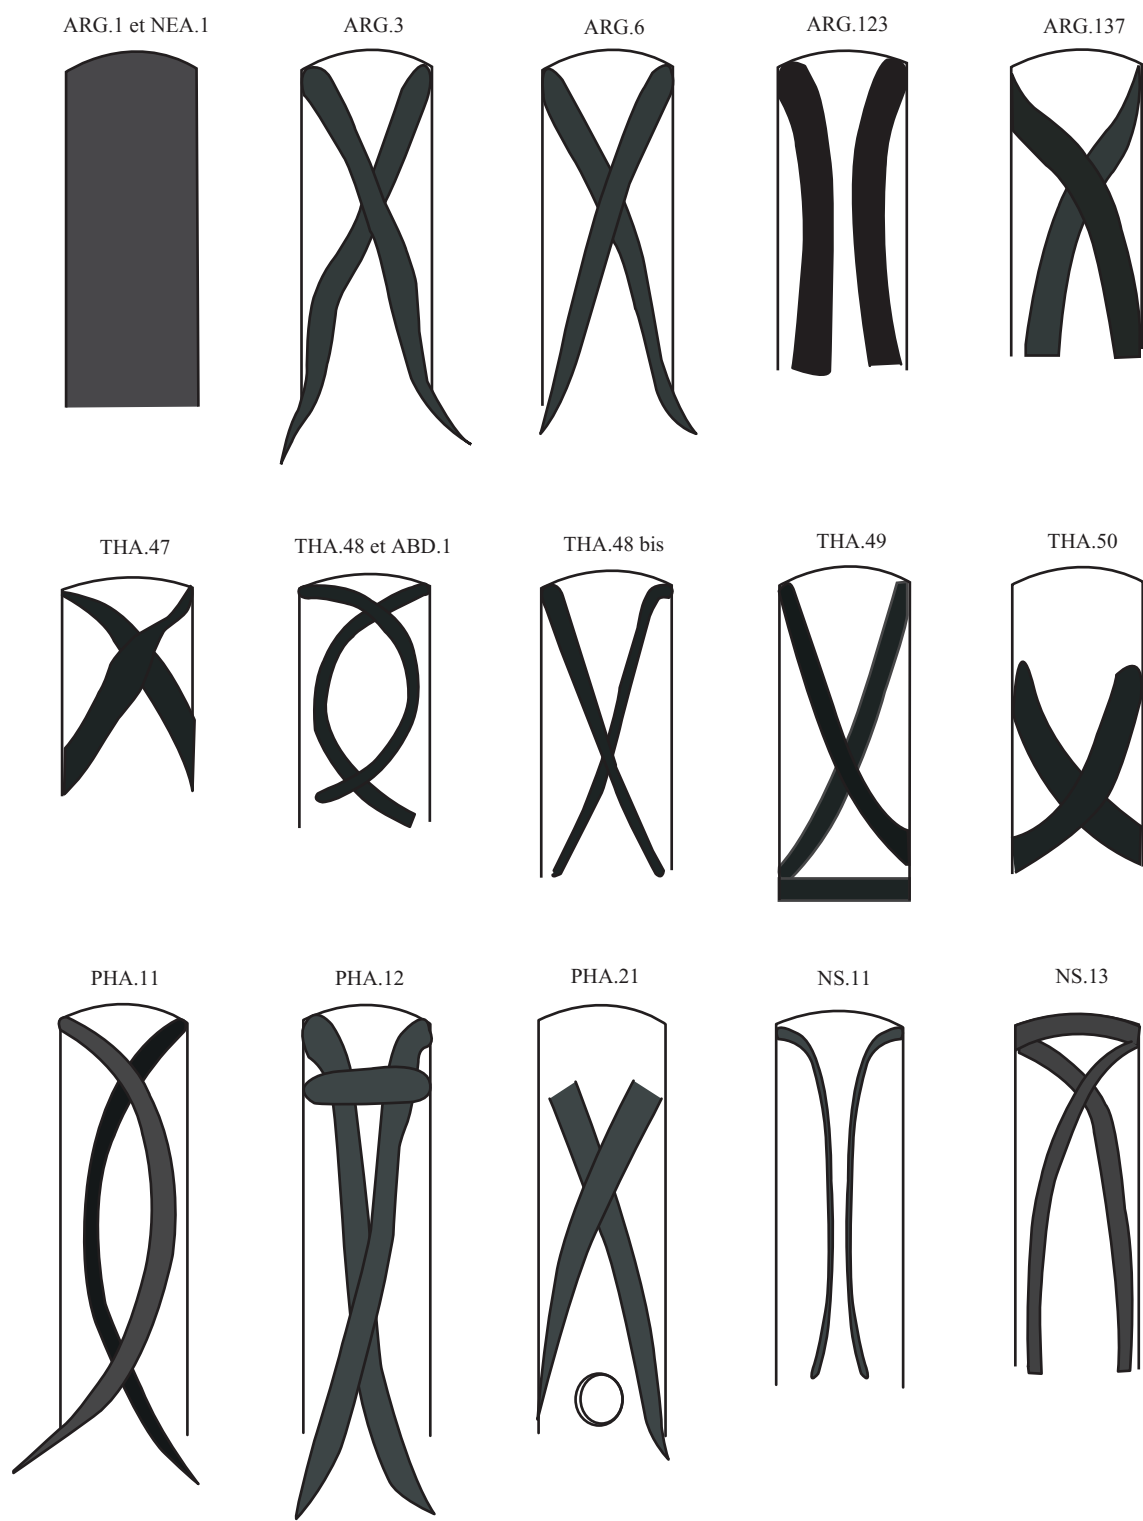 ARG.1 et NEA.1
ARG.3
ARG.6
ARG.123
ARG.137
THA.47
THA.48 et ABD.1
THA.48 bis
THA.49
THA.50
PHA.11
PHA.12
PHA.21
NS.11
NS.13